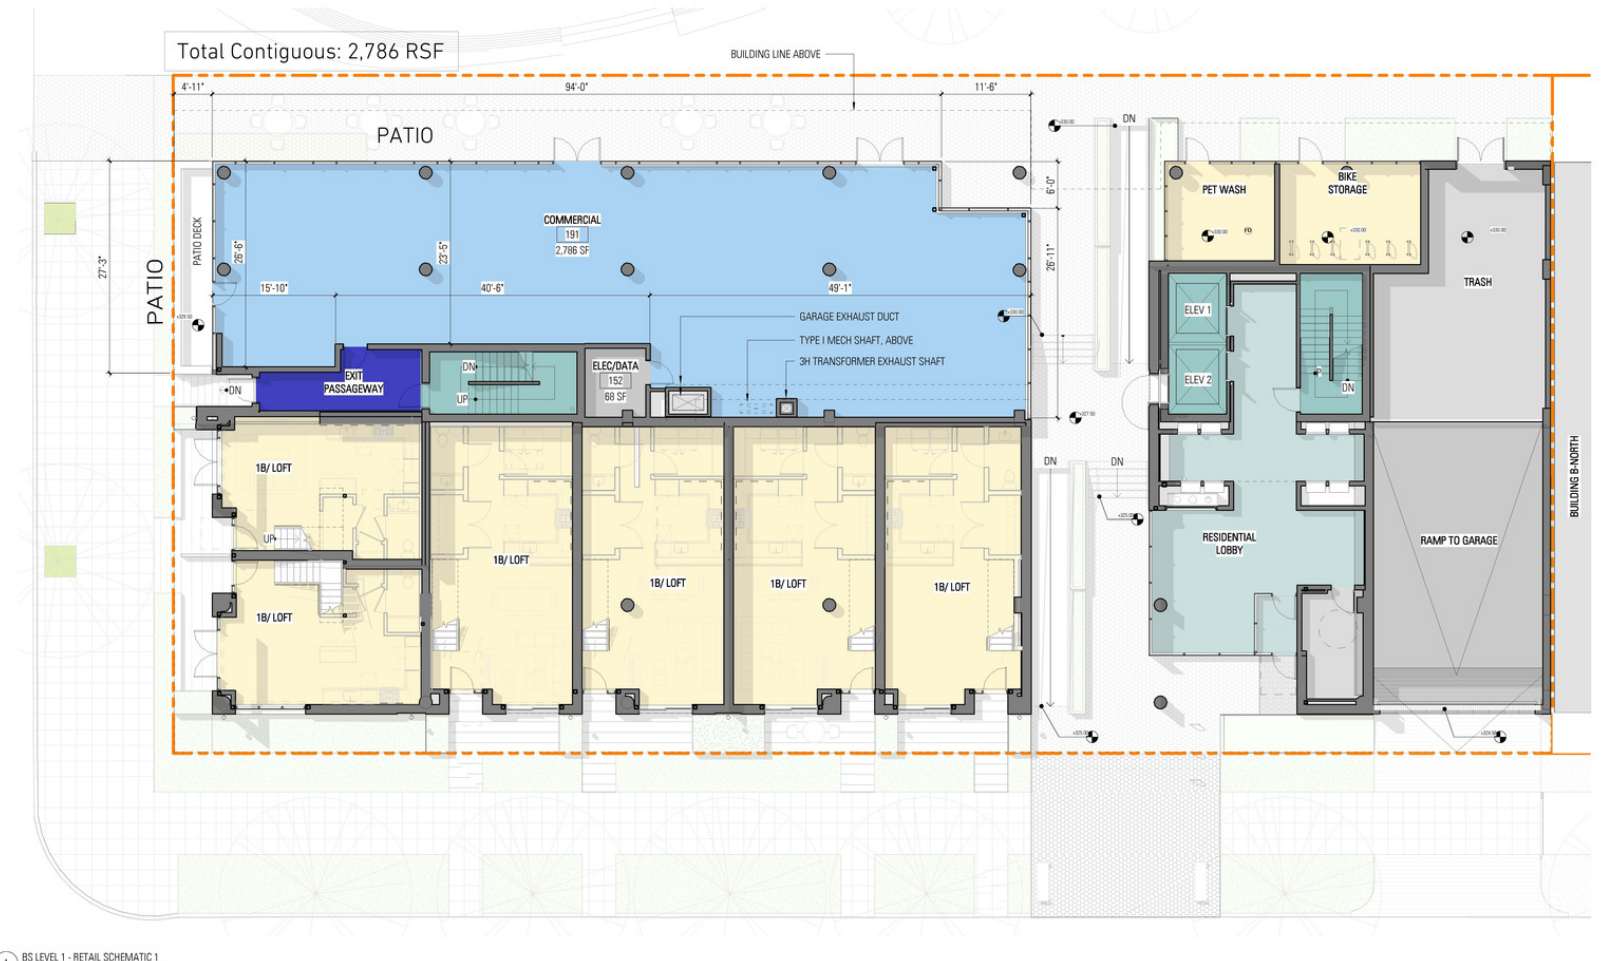 Total Contiguous: 2,786 RSF
BUILDING LINE ABOVE
4'-11"
94'-0"
11'-6"
PATIO
DN
PET WASH
BIKE
STORAGE
6'-0"
PATIO DECK
26'-6"
23'-5"
COMMERCIAL
191
2,786 SF
26'-11"
27'-3"
PATIO
TRASH
15'-10"
40'-6"
49'-1"
GARAGE EXHAUST DUCT
TYPE I MECH SHAFT, ABOVE
3H TRANSFORMER EXHAUST SHAFT
ELEV 1
ELEV 2
ELEC/DATA
152
68 SF
EXIT
PASSAGEWAY
DN
DN
UP
DN
1B/ LOFT
UP
DN
DN
1B/ LOFT
1B/ LOFT
1B/ LOFT
1B/ LOFT
1B/ LOFT
RESIDENTIAL
LOBBY
RAMP TO GARAGE
BUILDING B-NORTH
BS LEVEL 1 - RETAIL SCHEMATIC 1